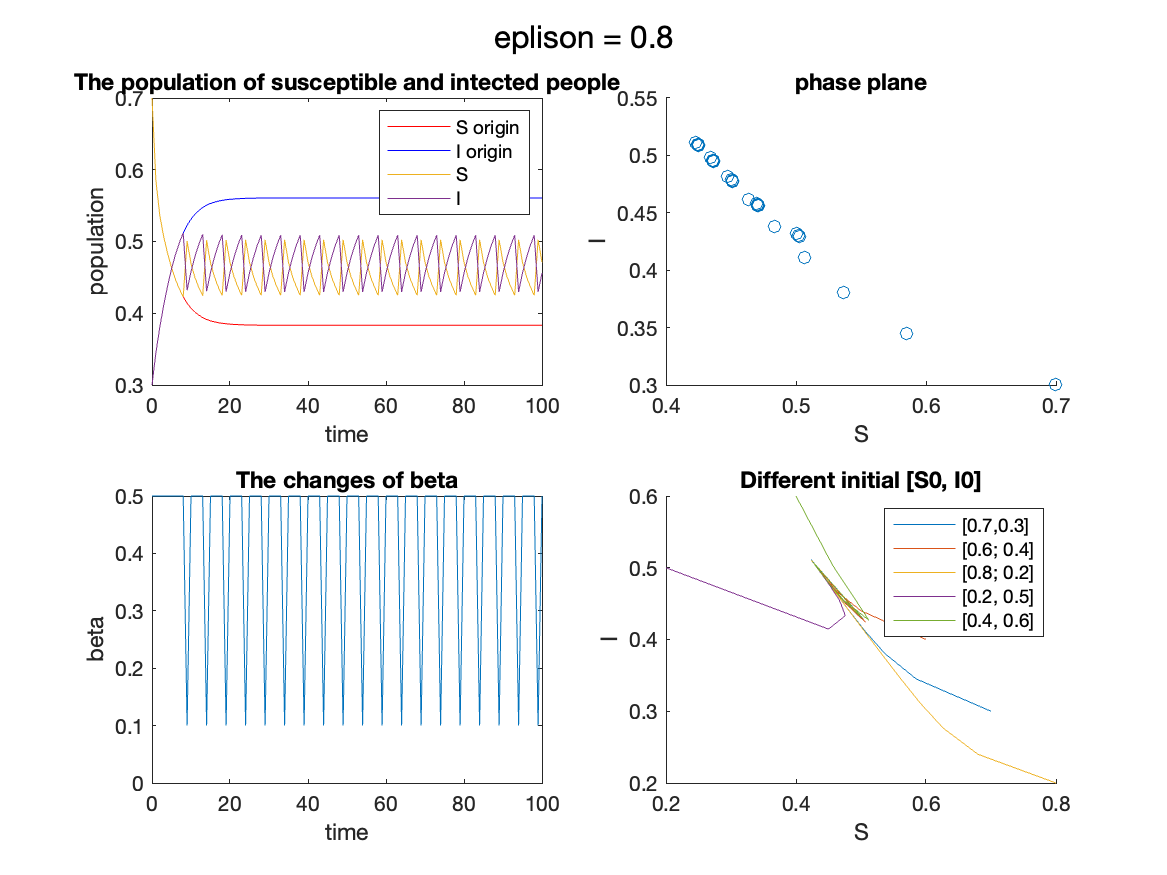 eplison = 0.8
The population of susceptible and intected people
0.7
0.6
0.5
0.4
0.3
population
0 20 40 60 80 100
time
S origin
I origin
S
I
phase plane
0.55
0.5
0.45
0.4
0.35
0.3
I
0.4 0.5 0.6 0.7
S
The changes of beta
0.5
0.4
0.3
0.2
0.1
0
beta
0 20 40 60 80 100
time
Different initial [S0, I0]
0.6
0.5
0.4
0.3
0.2
I
0.2 0.4 0.6 0.8
S
[0.7,0.3]
[0.6; 0.4]
[0.8; 0.2]
[0.2, 0.5]
[0.4, 0.6]